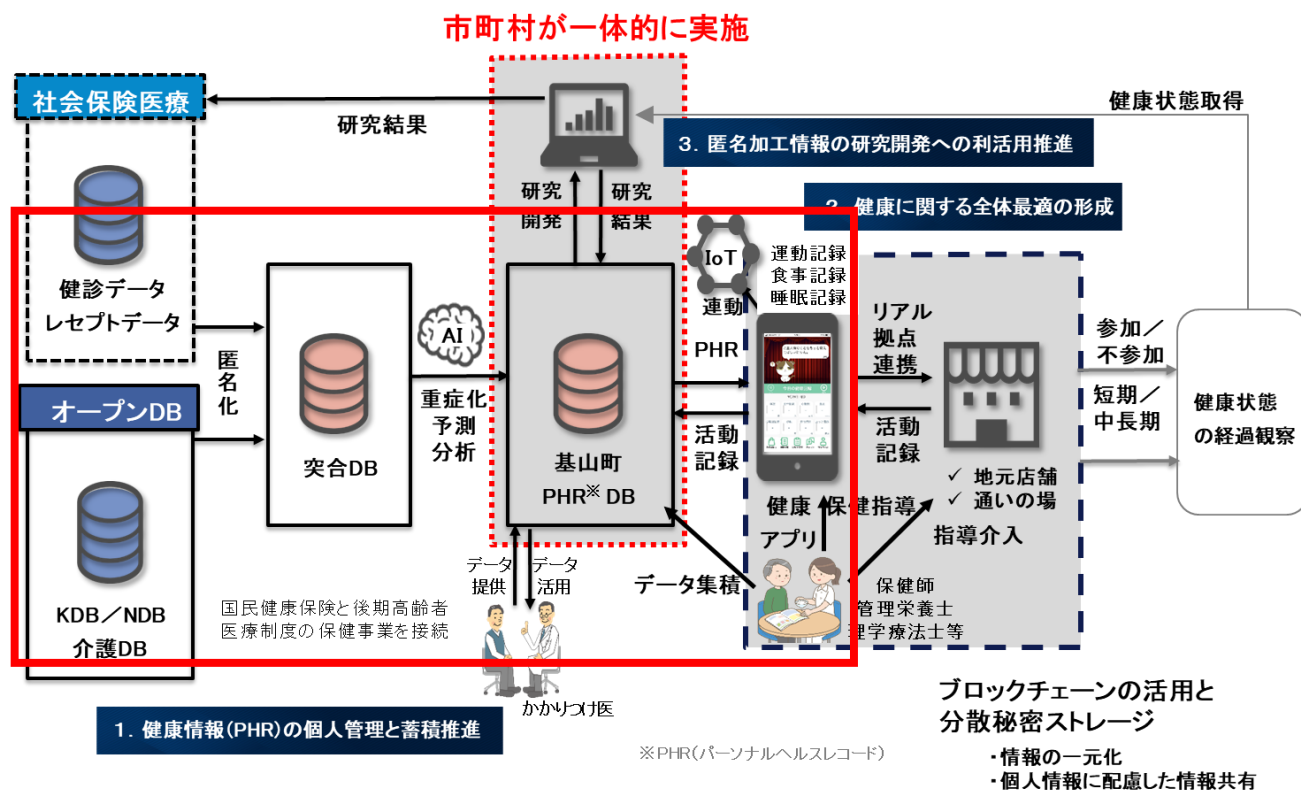 市町村が一体的に実施
社会保険医療
研究結果
健康状態取得
3．匿名加工情報の研究開発への利活用推進
研究
開発
研究
結果
2．健康に関する全体最適の形成
健診データ
レセプトデータ
匿名化
AI
重症化
予測
分析
IoT
連動
運動記録
食事記録
睡眠記録
PHR
活動
記録
リアル
拠点
連携
活動
記録
参加／
不参加
短期／
中長期
健康状態
の経過観察
オープンDB
突合DB
基山町
PHR※ DB
✓ 地元店舗
✓ 通いの場
健康
アプリ
保健指導
指導介入
KDB／NDB
介護DB
国民健康保険と後期高齢者
医療制度の保健事業を接続
データ
提供
データ
活用
データ集積
保健師
管理栄養士
理学療法士等
かかりつけ医
1．健康情報(PHR)の個人管理と蓄積推進
※PHR(パーソナルヘルスレコード)
ブロックチェーンの活用と
分散秘密ストレージ
・情報の一元化
・個人情報に配慮した情報共有